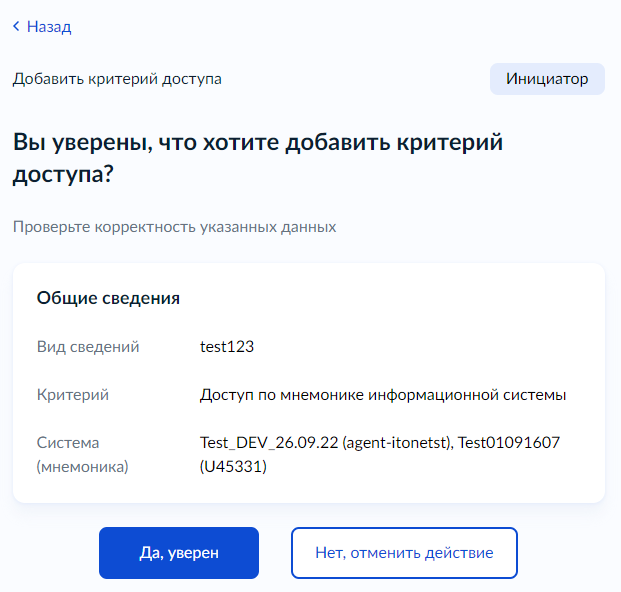 Назад
Добавить критерий доступа
Инициатор
Вы уверены, что хотите добавить критерий
доступа?
Проверьте корректность указанных данных
Общие сведения
Вид сведений test123
Критерий Доступ по мнемонике информационной системы
Система Test_DEV_26.09.22 (agent-itonetst), Test01091607
(мнемоника) (U45331)
Да, уверен
Нет, отменить действие